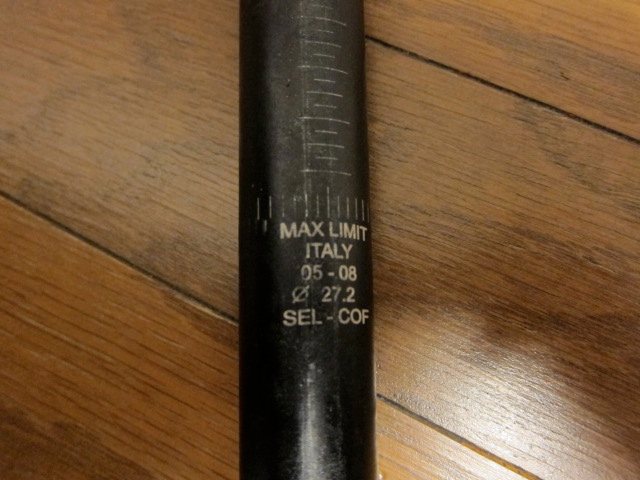 MAX LIMIT
ITALY
05 - 08
Ø 27.2
SEL - COF